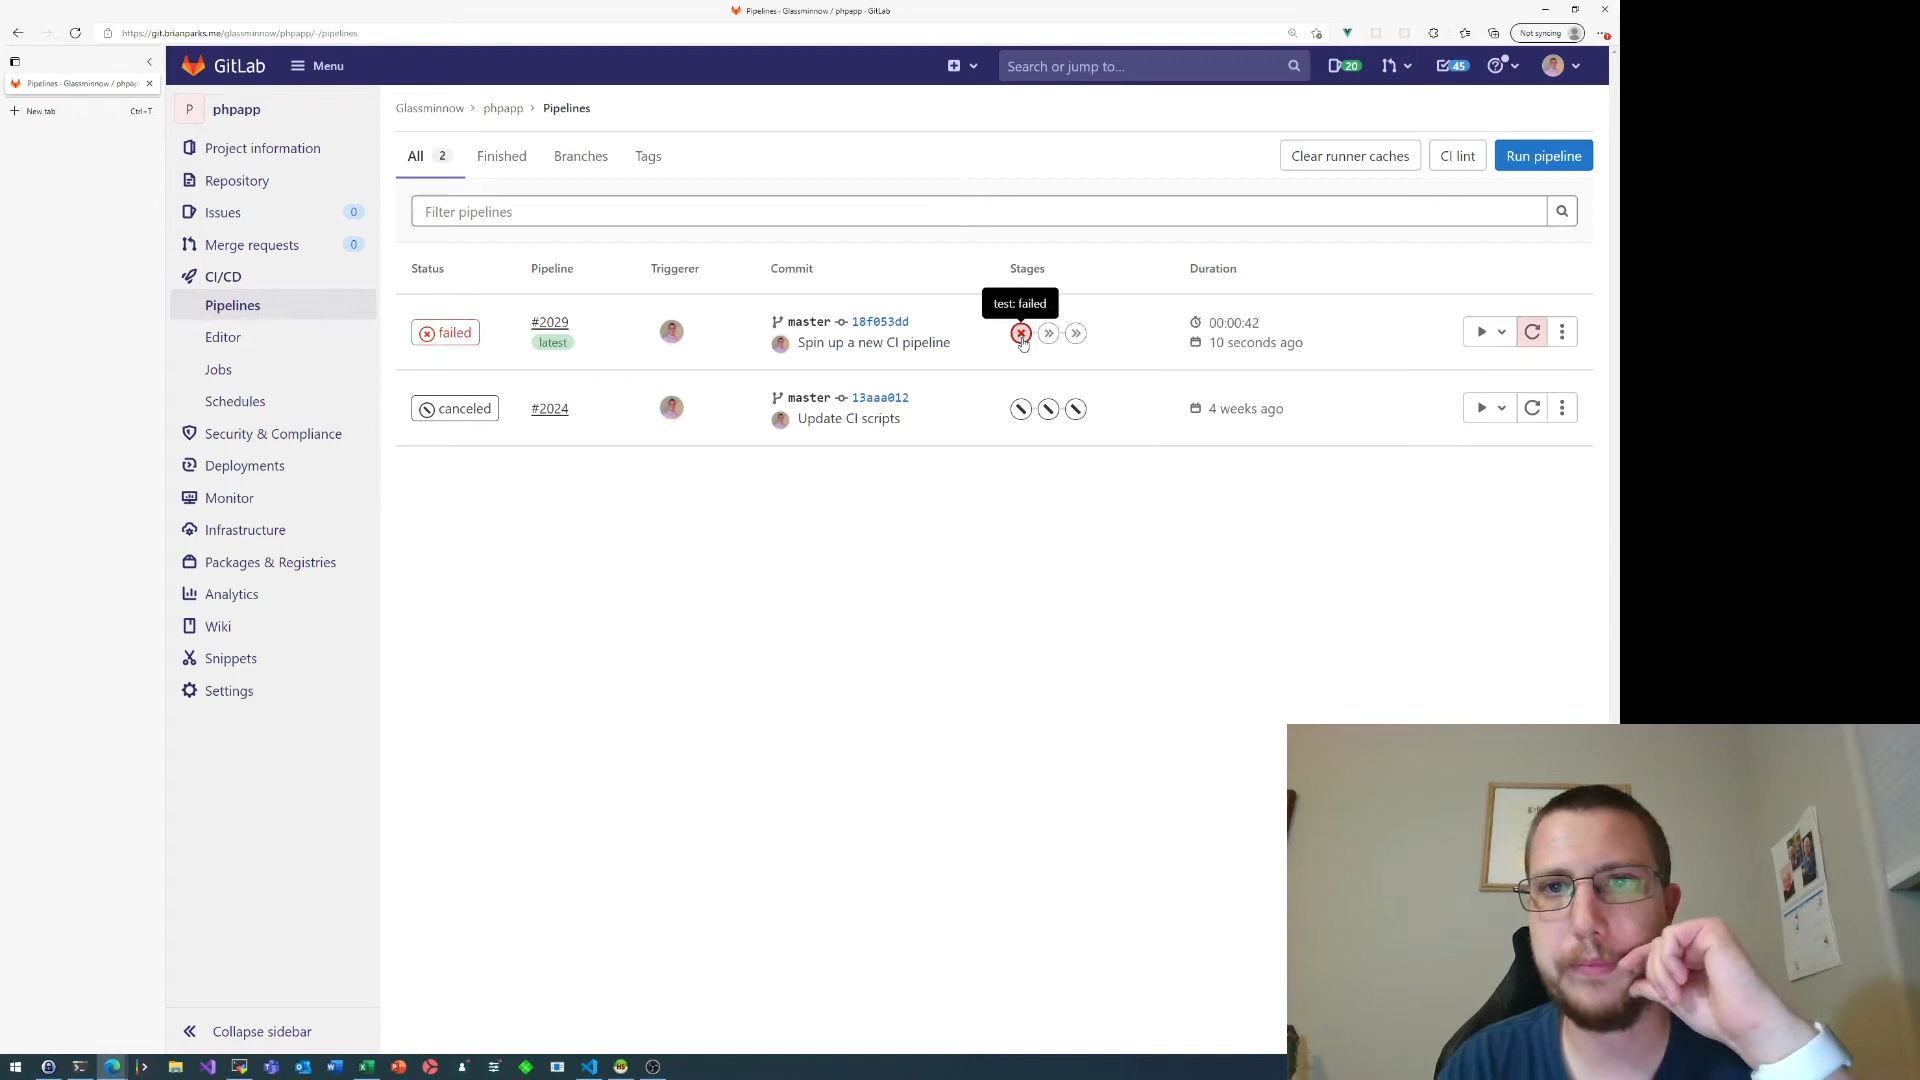 Pipelines · Glassminnow / phpapp · GitLab
https://git.brianparks.me/glassminnow/phpapp/-/pipelines
Not syncing
Pipelines · Glassminnow / phpap
New tab
Ctrl+T
GitLab
Menu
Search or jump to...
20
45
P
phpapp
Project information
Repository
Issues
0
Merge requests
0
CI/CD
Pipelines
Editor
Jobs
Schedules
Security & Compliance
Deployments
Monitor
Infrastructure
Packages & Registries
Analytics
Wiki
Snippets
Settings
Collapse sidebar
Glassminnow > phpapp > Pipelines
All 2 Finished Branches Tags
Clear runner caches
CI lint
Run pipeline
Filter pipelines
Status Pipeline Triggerer Commit Stages Duration
test: failed
failed
#2029
latest
master 18f053dd
Spin up a new CI pipeline
00:00:42
10 seconds ago
canceled
#2024
master 13aaa012
Update CI scripts
4 weeks ago